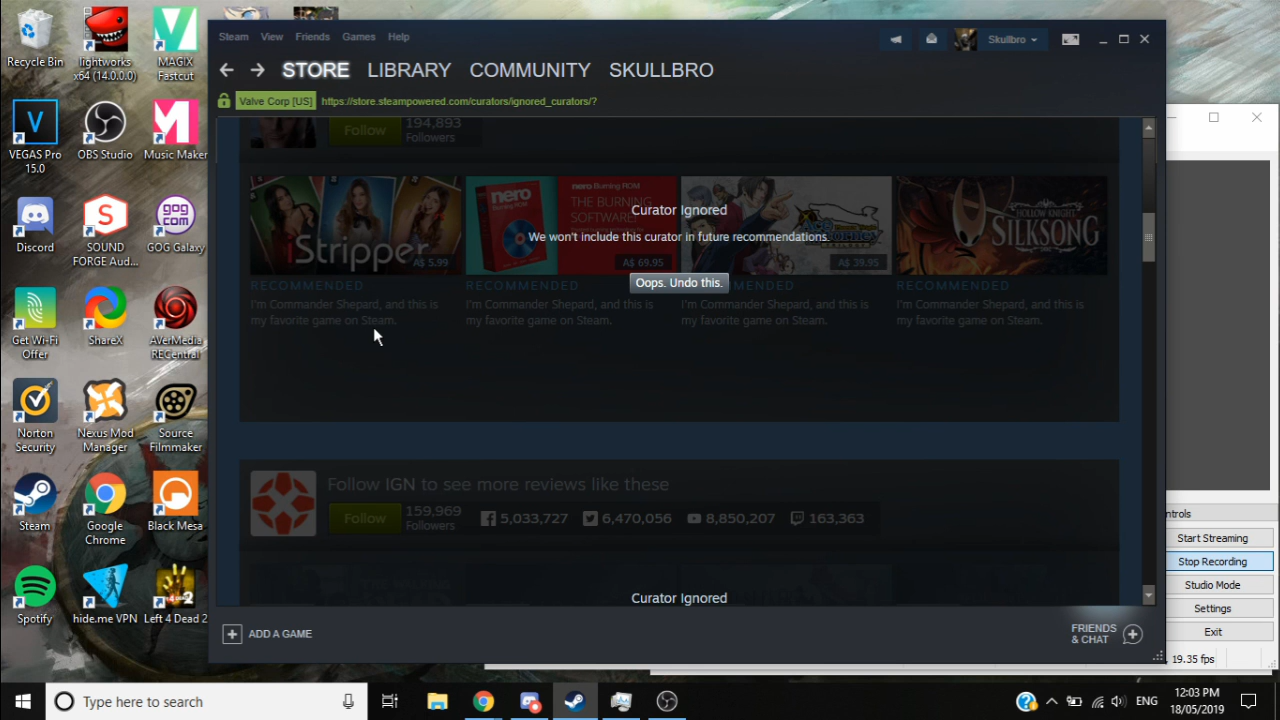 Recycle Bin
lightworks
x64 (14.0.0.0)
MAGIX
Fastcut
VEGAS Pro
15.0
OBS Studio
Music Maker
Discord
SOUND
FORGE Aud...
GOG Galaxy
Get Wi-Fi
Offer
ShareX
AVerMedia
RECentral
Norton
Security
Nexus Mod
Manager
Source
Filmmaker
Steam
Google
Chrome
Black Mesa
Spotify
hide.me VPN
Left 4 Dead 2
Steam View Friends Games Help
Skullbro
STORE LIBRARY COMMUNITY SKULLBRO
Valve Corp [US] https://store.steampowered.com/curators/ignored_curators/?
Follow
194,893
Followers
iStripper
A$ 5.99
nero
Burning ROM
nero Burning ROM
THE BURNING
SOFTWARE!
A$ 69.95
A$ 39.95
HOLLOW KNIGHT
SILKSONG
Curator Ignored
We won't include this curator in future recommendations.
Oops. Undo this.
RECOMMENDED
I'm Commander Shepard, and this is
my favorite game on Steam.
RECOMMENDED
I'm Commander Shepard, and this is
my favorite game on Steam.
RECOMMENDED
I'm Commander Shepard, and this is
my favorite game on Steam.
RECOMMENDED
I'm Commander Shepard, and this is
my favorite game on Steam.
Follow IGN to see more reviews like these
Follow
159,969
Followers
5,033,727 6,470,056 8,850,207 163,363
Curator Ignored
ADD A GAME
FRIENDS
& CHAT
ntrols
Start Streaming
Stop Recording
Studio Mode
Settings
Exit
, 19.35 fps
Type here to search
ENG
12:03 PM
18/05/2019